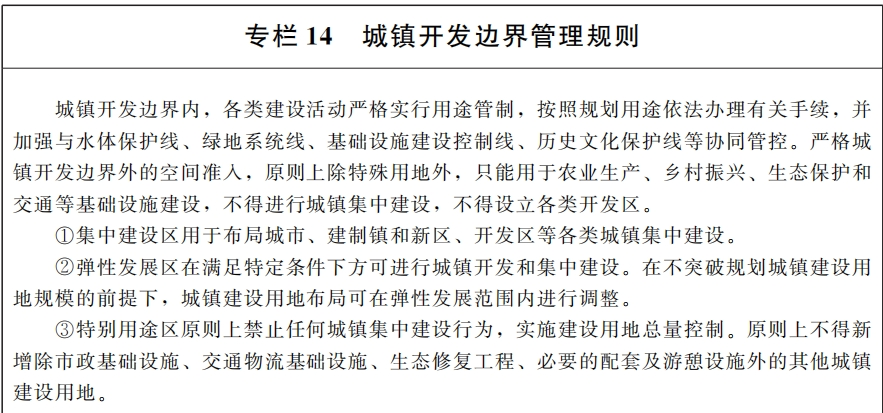 专栏 14　城镇开发边界管理规则
城镇开发边界内，各类建设活动严格实行用途管制，按照规划用途依法办理有关手续，并
加强与水体保护线、绿地系统线、基础设施建设控制线、历史文化保护线等协同管控。严格城
镇开发边界外的空间准入，原则上除特殊用地外，只能用于农业生产、乡村振兴、生态保护和
交通等基础设施建设，不得进行城镇集中建设，不得设立各类开发区。
①集中建设区用于布局城市、建制镇和新区、开发区等各类城镇集中建设。
②弹性发展区在满足特定条件下方可进行城镇开发和集中建设。在不突破规划城镇建设用
地规模的前提下，城镇建设用地布局可在弹性发展范围内进行调整。
③特别用途区原则上禁止任何城镇集中建设行为，实施建设用地总量控制。原则上不得新
增除市政基础设施、交通物流基础设施、生态修复工程、必要的配套及游憩设施外的其他城镇
建设用地。